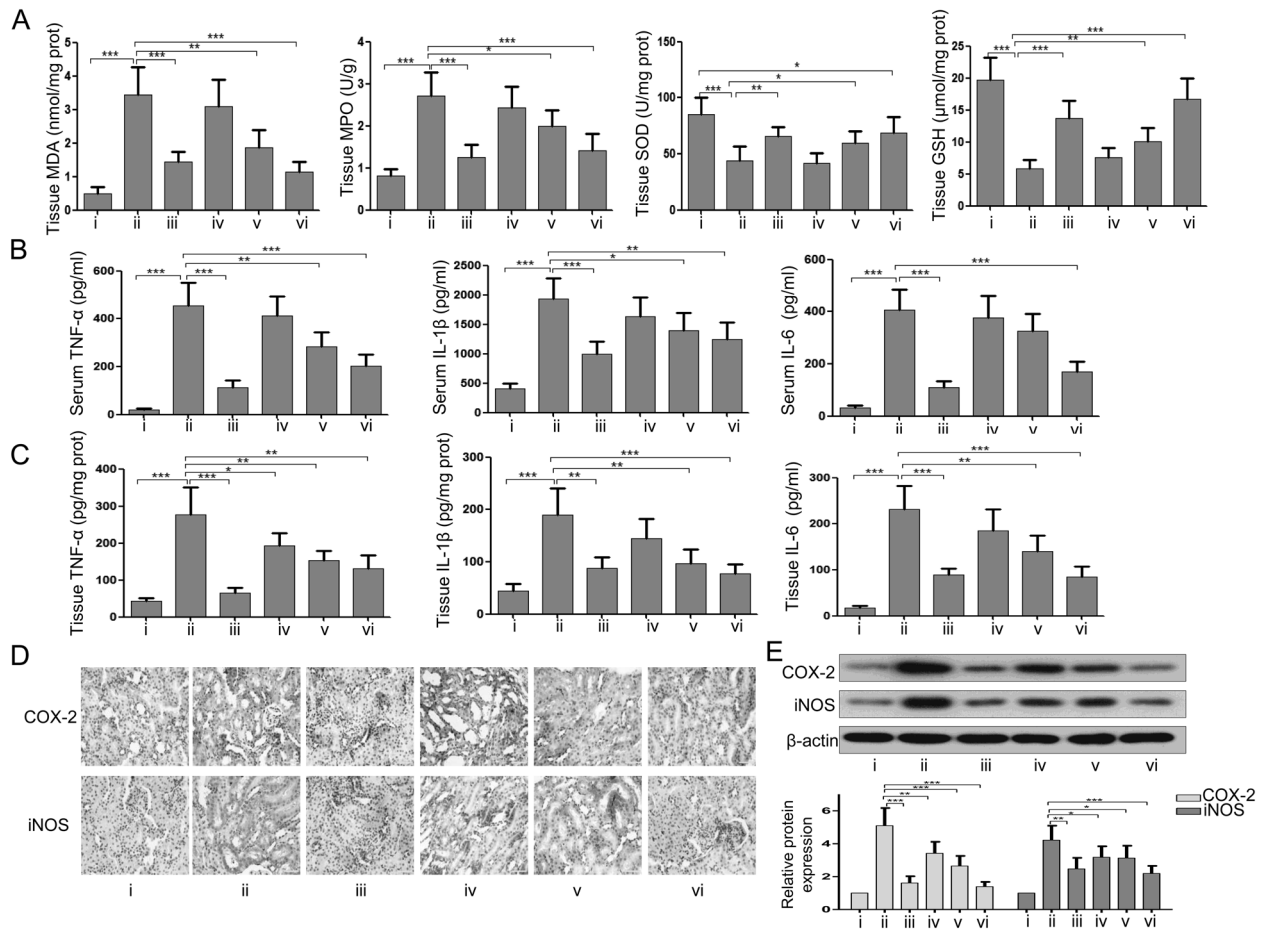 A
Tissue MDA (nmol/mg prot)
5
4
3
2
1
0
***
***
**
***
i ii iii iv v vi
Tissue MPO (U/g)
4
3
2
1
0
***
***
*
***
i ii iii iv v vi
Tissue SOD (U/mg prot)
150
100
50
0
***
**
*
*
i ii iii iv v vi
Tissue GSH (μmol/mg prot)
25
20
15
10
5
0
***
***
**
***
i ii iii iv v vi
B
Serum TNF-α (pg/ml)
600
400
200
0
***
***
**
***
i ii iii iv v vi
Serum IL-1β (pg/ml)
2500
2000
1500
1000
500
0
***
***
*
**
i ii iii iv v vi
Serum IL-6 (pg/ml)
600
400
200
0
***
***
***
i ii iii iv v vi
C
Tissue TNF-α (pg/mg prot)
400
300
200
100
0
***
***
*
**
**
i ii iii iv v vi
Tissue IL-1β (pg/mg prot)
300
200
100
0
***
**
**
***
i ii iii iv v vi
Tissue IL-6 (pg/ml)
300
200
100
0
***
***
**
***
i ii iii iv v vi
D
COX-2
iNOS
i ii iii iv v vi
E
COX-2
iNOS
β-actin
i ii iii iv v vi
Relative protein
expression
6
4
2
0
***
**
***
***
**
*
*
***
i ii iii iv v vi
i ii iii iv v vi
COX-2
iNOS